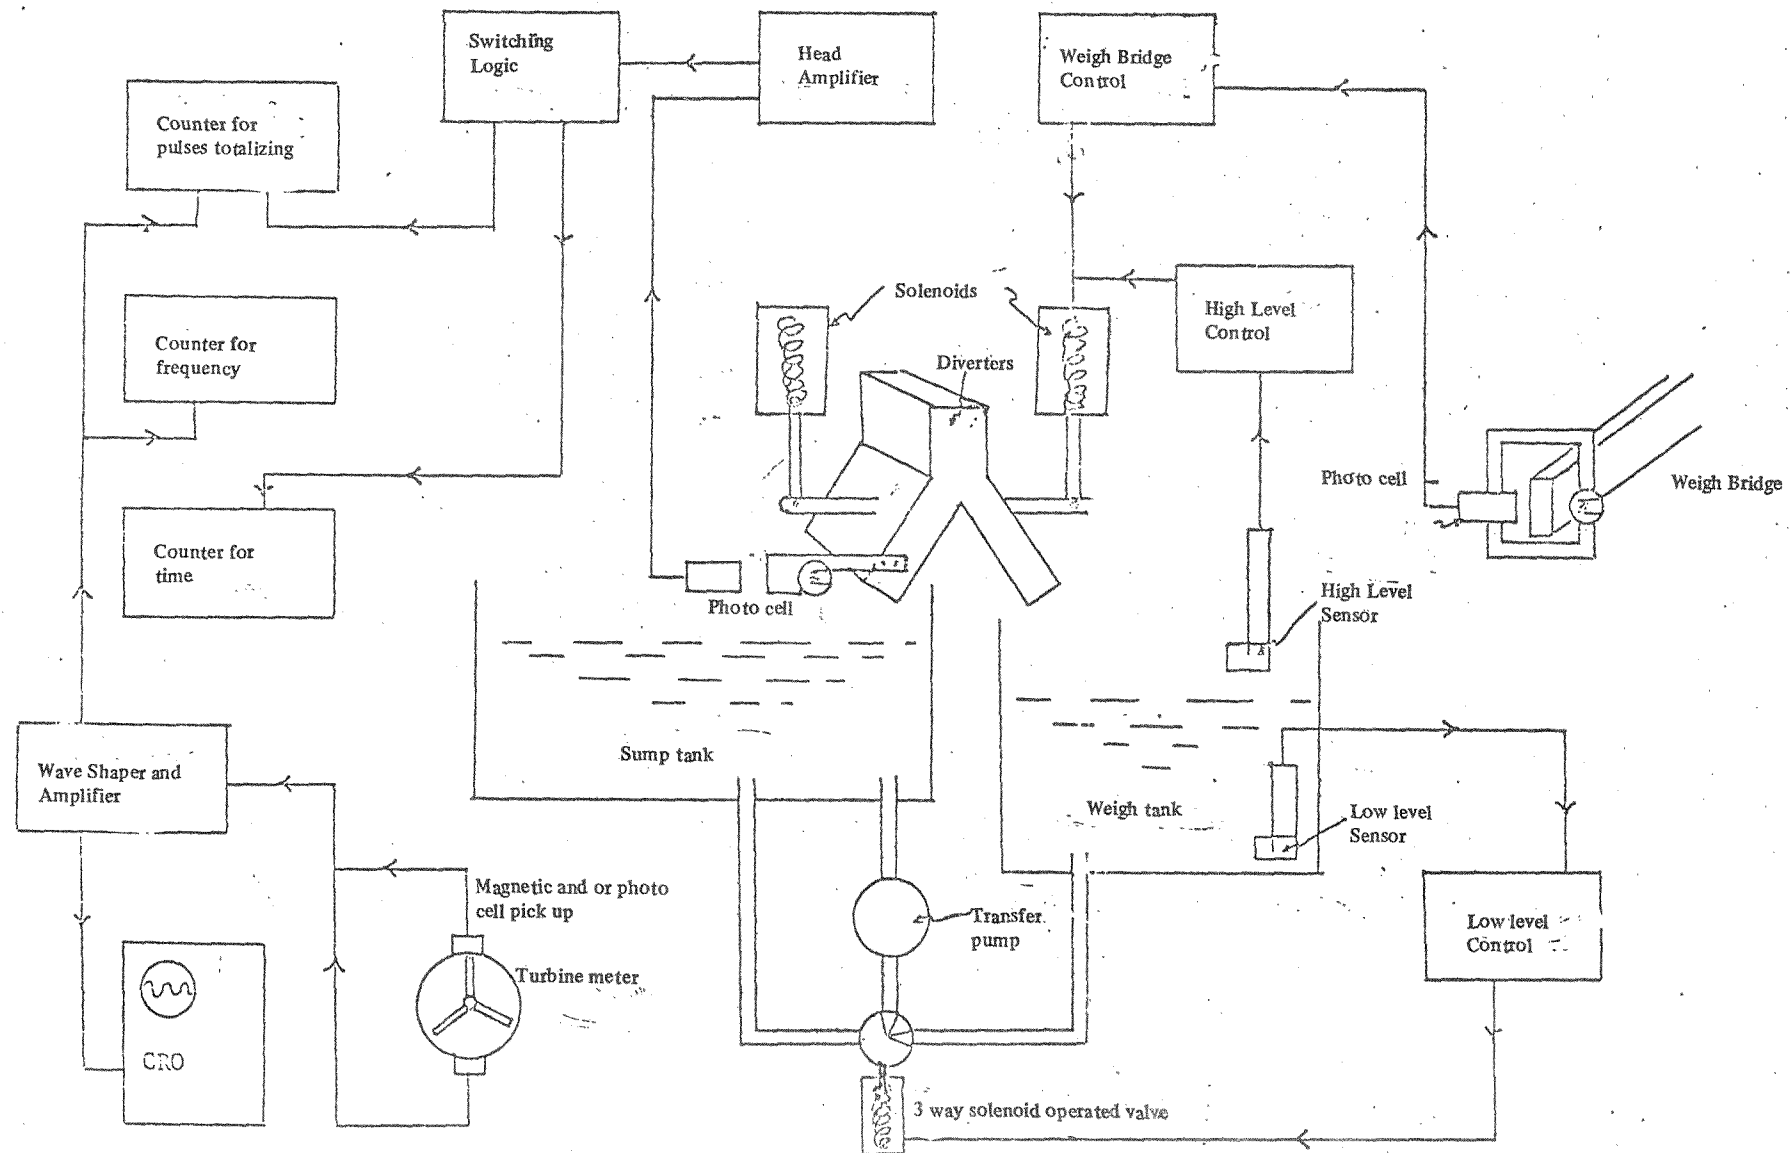 Switching
Logic
Head
Amplifier
Weigh Bridge
Control
Counter for
pulses totalizing
Solenoids
High Level
Control
Counter for
frequency
Diverters
Photo cell
Weigh Bridge
Counter for
time
Photo cell
High Level
Sensor
Sump tank
Wave Shaper and
Amplifier
Weigh tank
Low level
Sensor
Magnetic and or photo
cell pick up
Transfer
pump
Low level
Control
Turbine meter
CRO
3 way solenoid operated valve